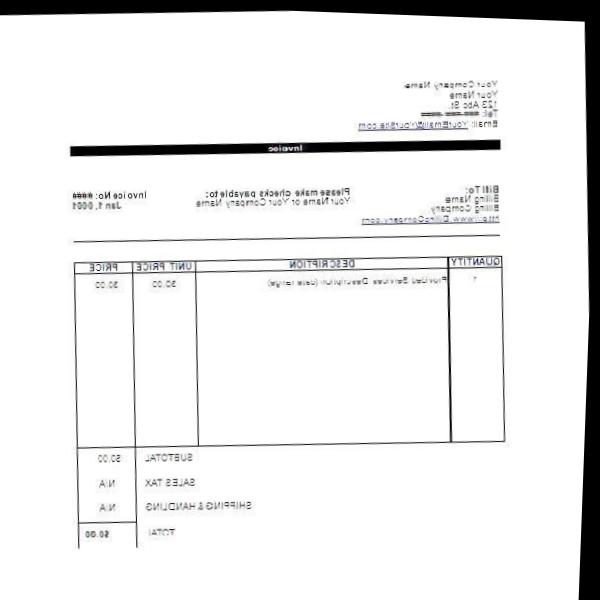 Your Company Name
Your Name
123 Abc St.
Tel: ###-###-####
Email: YourEmail@YourSite.com
Invoice
Bill To:
Billing Name
Billing Company
http://www.BillingCompany.com
Please make checks payable to:
Your Name or Your Company Name
Invoice No: ####
Jan 1, 0001
QUANTITY DESCRIPTION UNIT PRICE PRICE
1 Provided Services Description (date range) $0.00 $0.00
SUBTOTAL $0.00
SALES TAX N/A
SHIPPING & HANDLING N/A
TOTAL $0.00